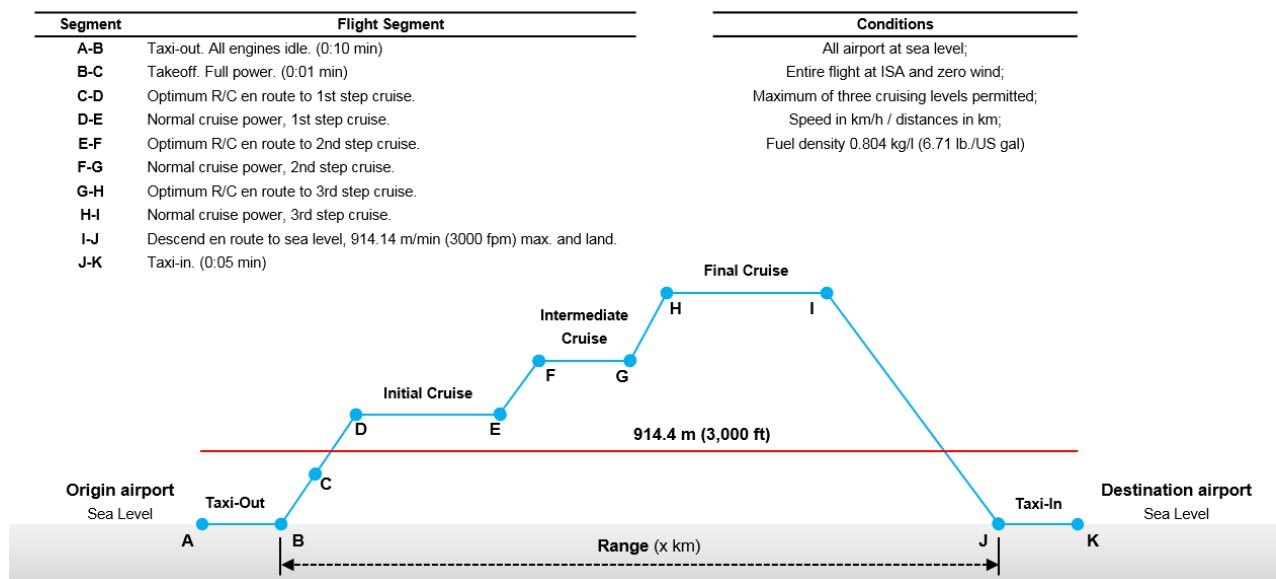 Segment Flight Segment
A-B Taxi-out. All engines idle. (0:10 min)
B-C Takeoff. Full power. (0:01 min)
C-D Optimum R/C en route to 1st step cruise.
D-E Normal cruise power, 1st step cruise.
E-F Optimum R/C en route to 2nd step cruise.
F-G Normal cruise power, 2nd step cruise.
G-H Optimum R/C en route to 3rd step cruise.
H-I Normal cruise power, 3rd step cruise.
I-J Descend en route to sea level, 914.14 m/min (3000 fpm) max. and land.
J-K Taxi-in. (0:05 min)
Conditions
All airport at sea level;
Entire flight at ISA and zero wind;
Maximum of three cruising levels permitted;
Speed in km/h / distances in km;
Fuel density 0.804 kg/l (6.71 lb./US gal)
Final Cruise
H
I
Intermediate
Cruise
F
G
Initial Cruise
D
E
914.4 m (3,000 ft)
C
Origin airport
Sea Level
Taxi-Out
Taxi-In
Destination airport
Sea Level
A
B
J
K
Range (x km)